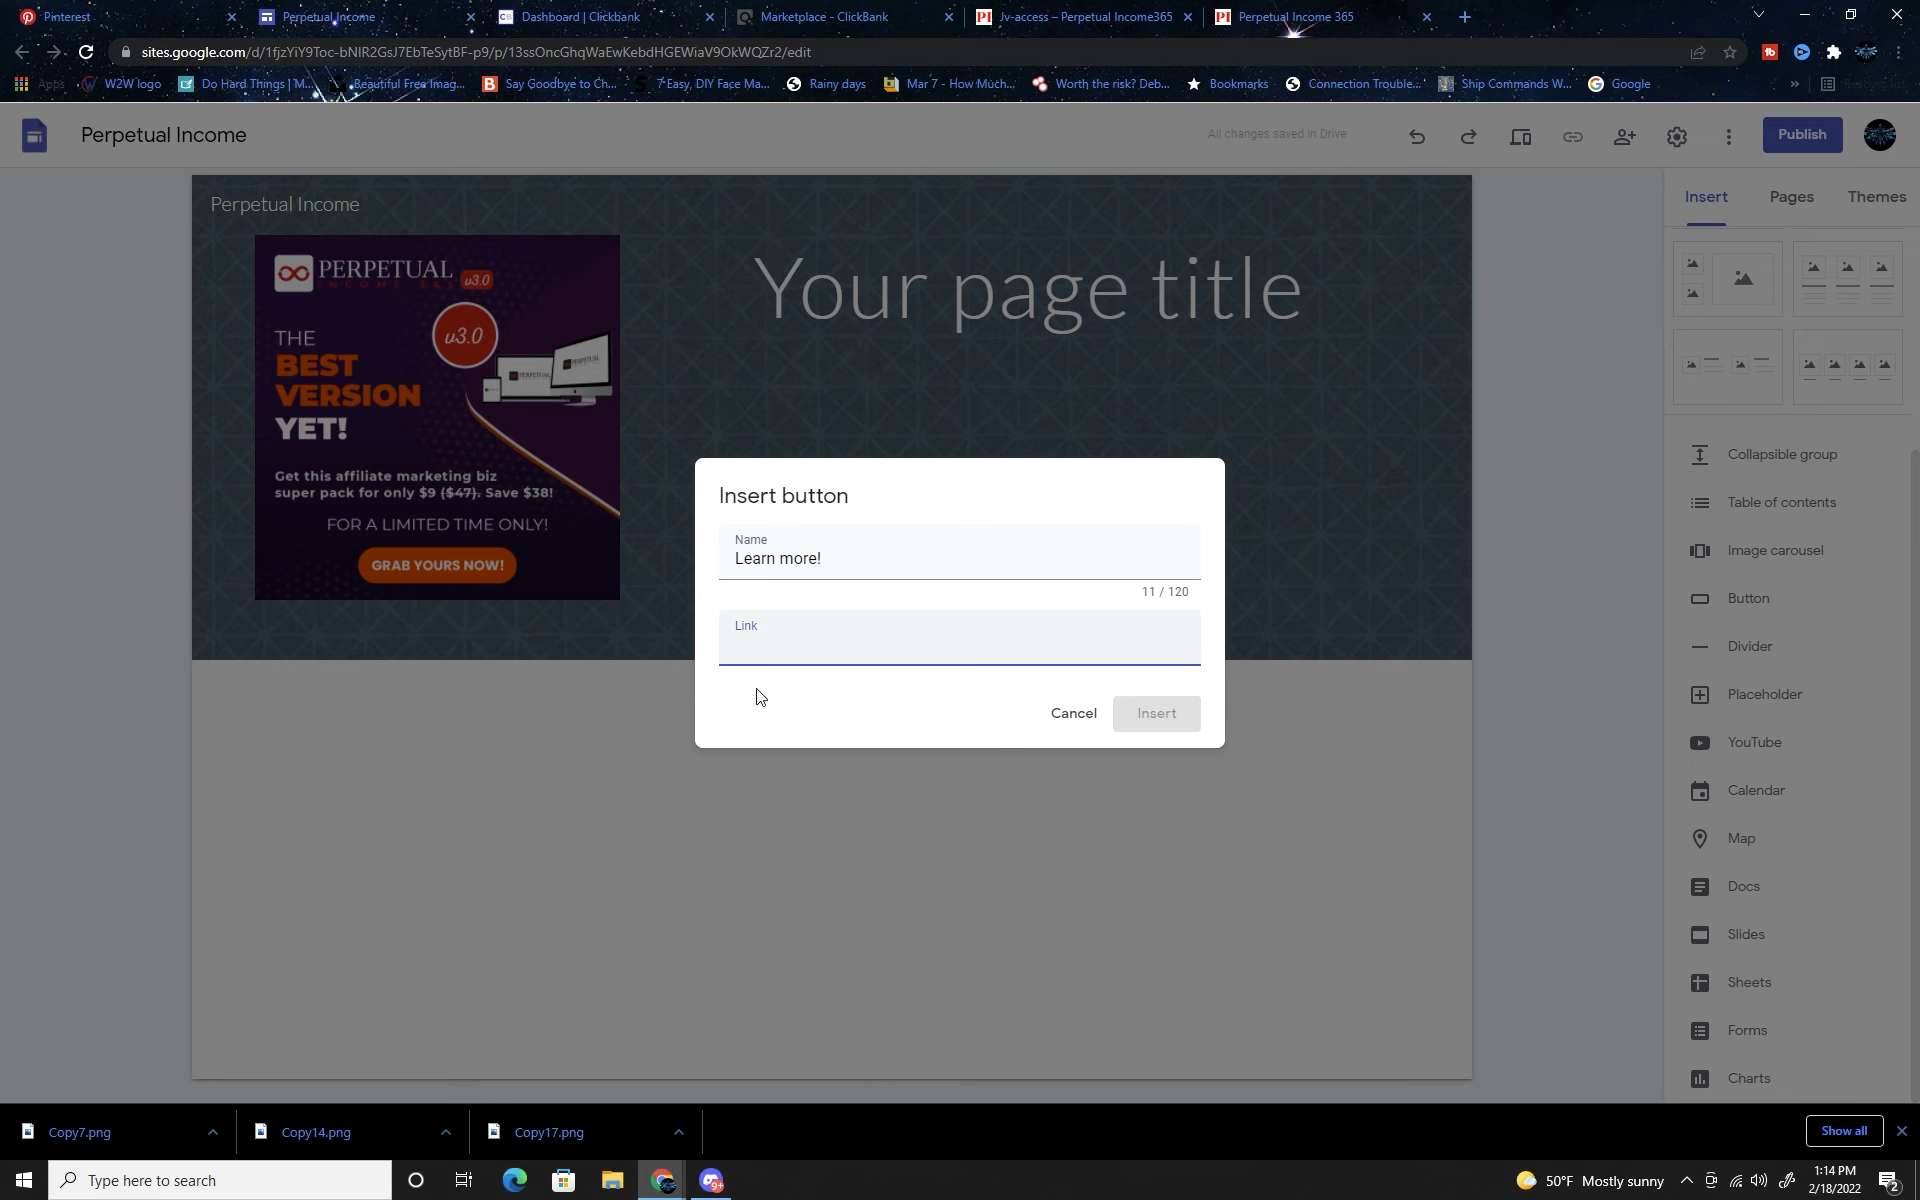 Pinterest
Perpetual Income
Dashboard | Clickbank
Marketplace - ClickBank
Jv-access – Perpetual Income365
Perpetual Income 365
sites.google.com/d/1fjzYiY9Toc-bNlR2GsJ7EbTeSytBF-p9/p/13ssOncGhqWaEwKebdHGEWiaV9OkWQZr2/edit
Apps
W2W logo
Do Hard Things | M...
Beautiful Free Imag...
Say Goodbye to Ch...
7 Easy, DIY Face Ma...
Rainy days
Mar 7 - How Much...
Worth the risk? Deb...
Bookmarks
Connection Trouble...
Ship Commands W...
Google
Reading list
Perpetual Income
All changes saved in Drive
Publish
Insert
Pages
Themes
Perpetual Income
PERPETUAL
INCOME 365
v3.0
v3.0
THE
BEST
VERSION
YET!
Get this affiliate marketing biz
super pack for only $9 ($47). Save $38!
FOR A LIMITED TIME ONLY!
GRAB YOURS NOW!
Your page title
Insert button
Name
Learn more!
11 / 120
Link
Cancel
Insert
Collapsible group
Table of contents
Image carousel
Button
Divider
Placeholder
YouTube
Calendar
Map
Docs
Slides
Sheets
Forms
Charts
Copy7.png
Copy14.png
Copy17.png
Show all
Type here to search
9+
50°F Mostly sunny
1:14 PM
2/18/2022
2